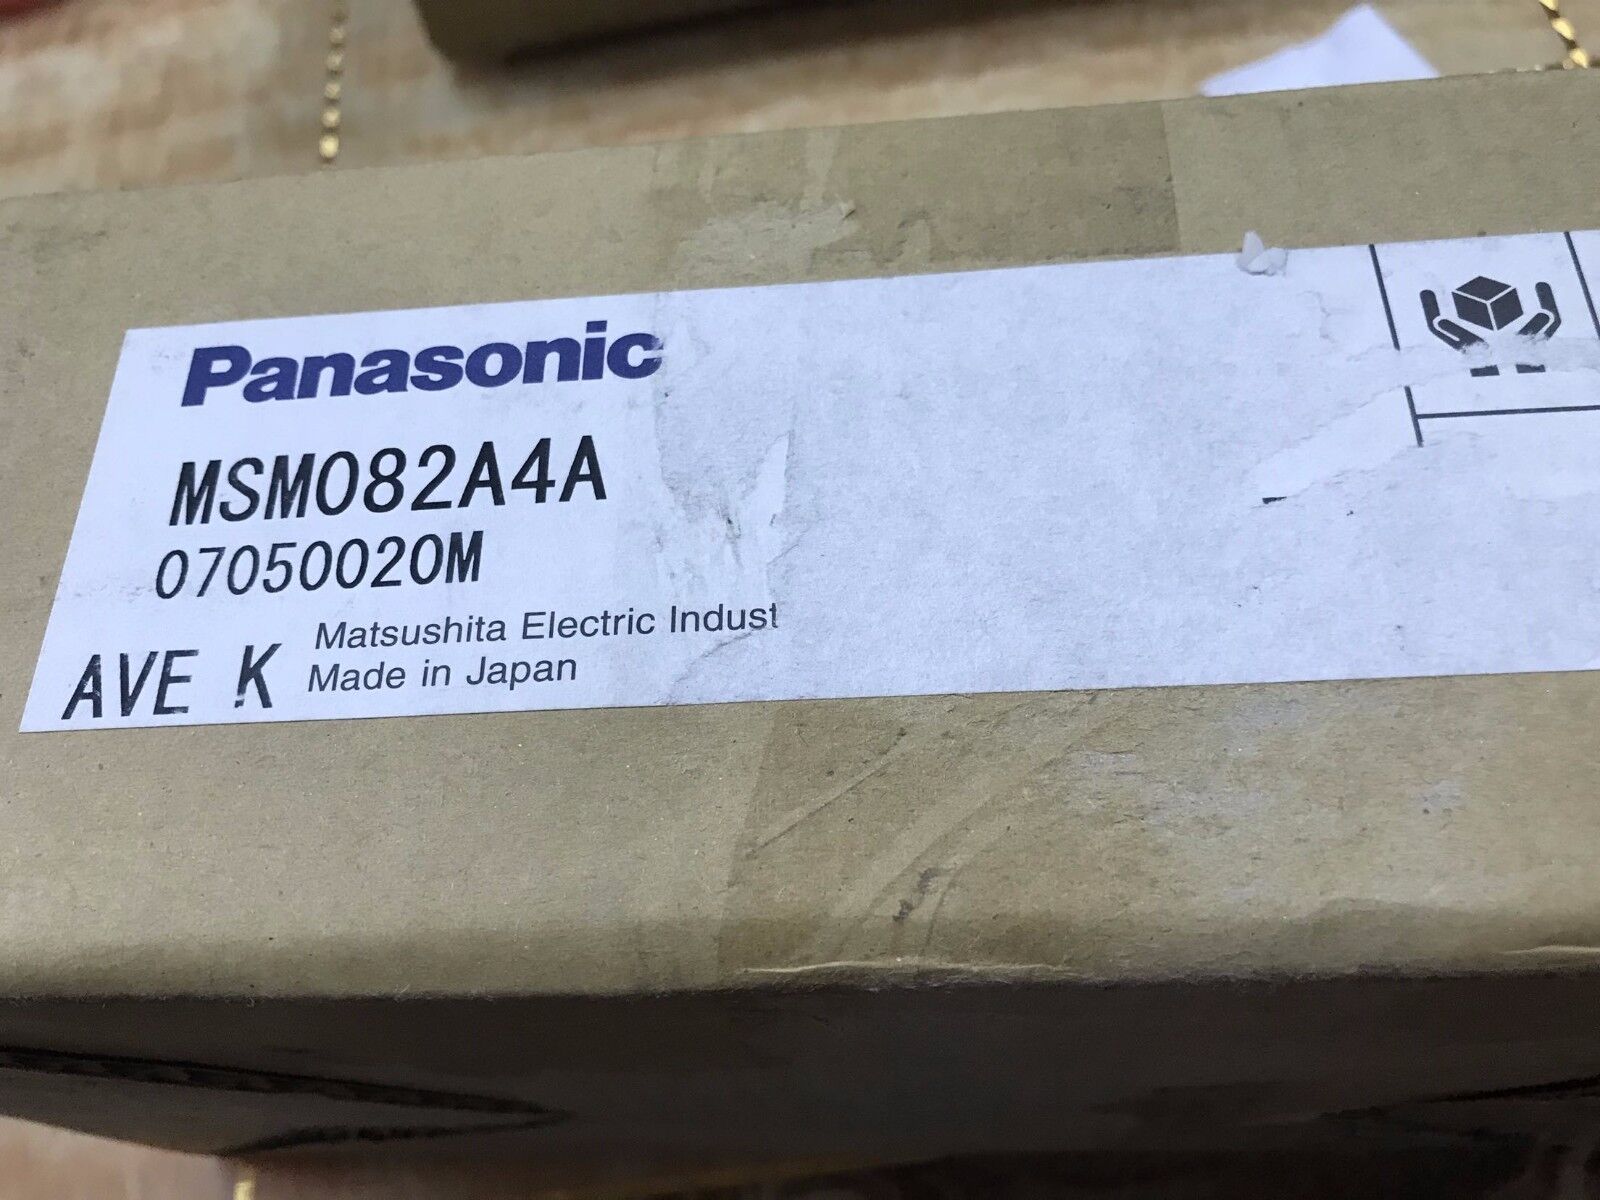 Panasonic
MSM082A4A
07050020M
Matsushita Electric Indust
AVE K Made in Japan